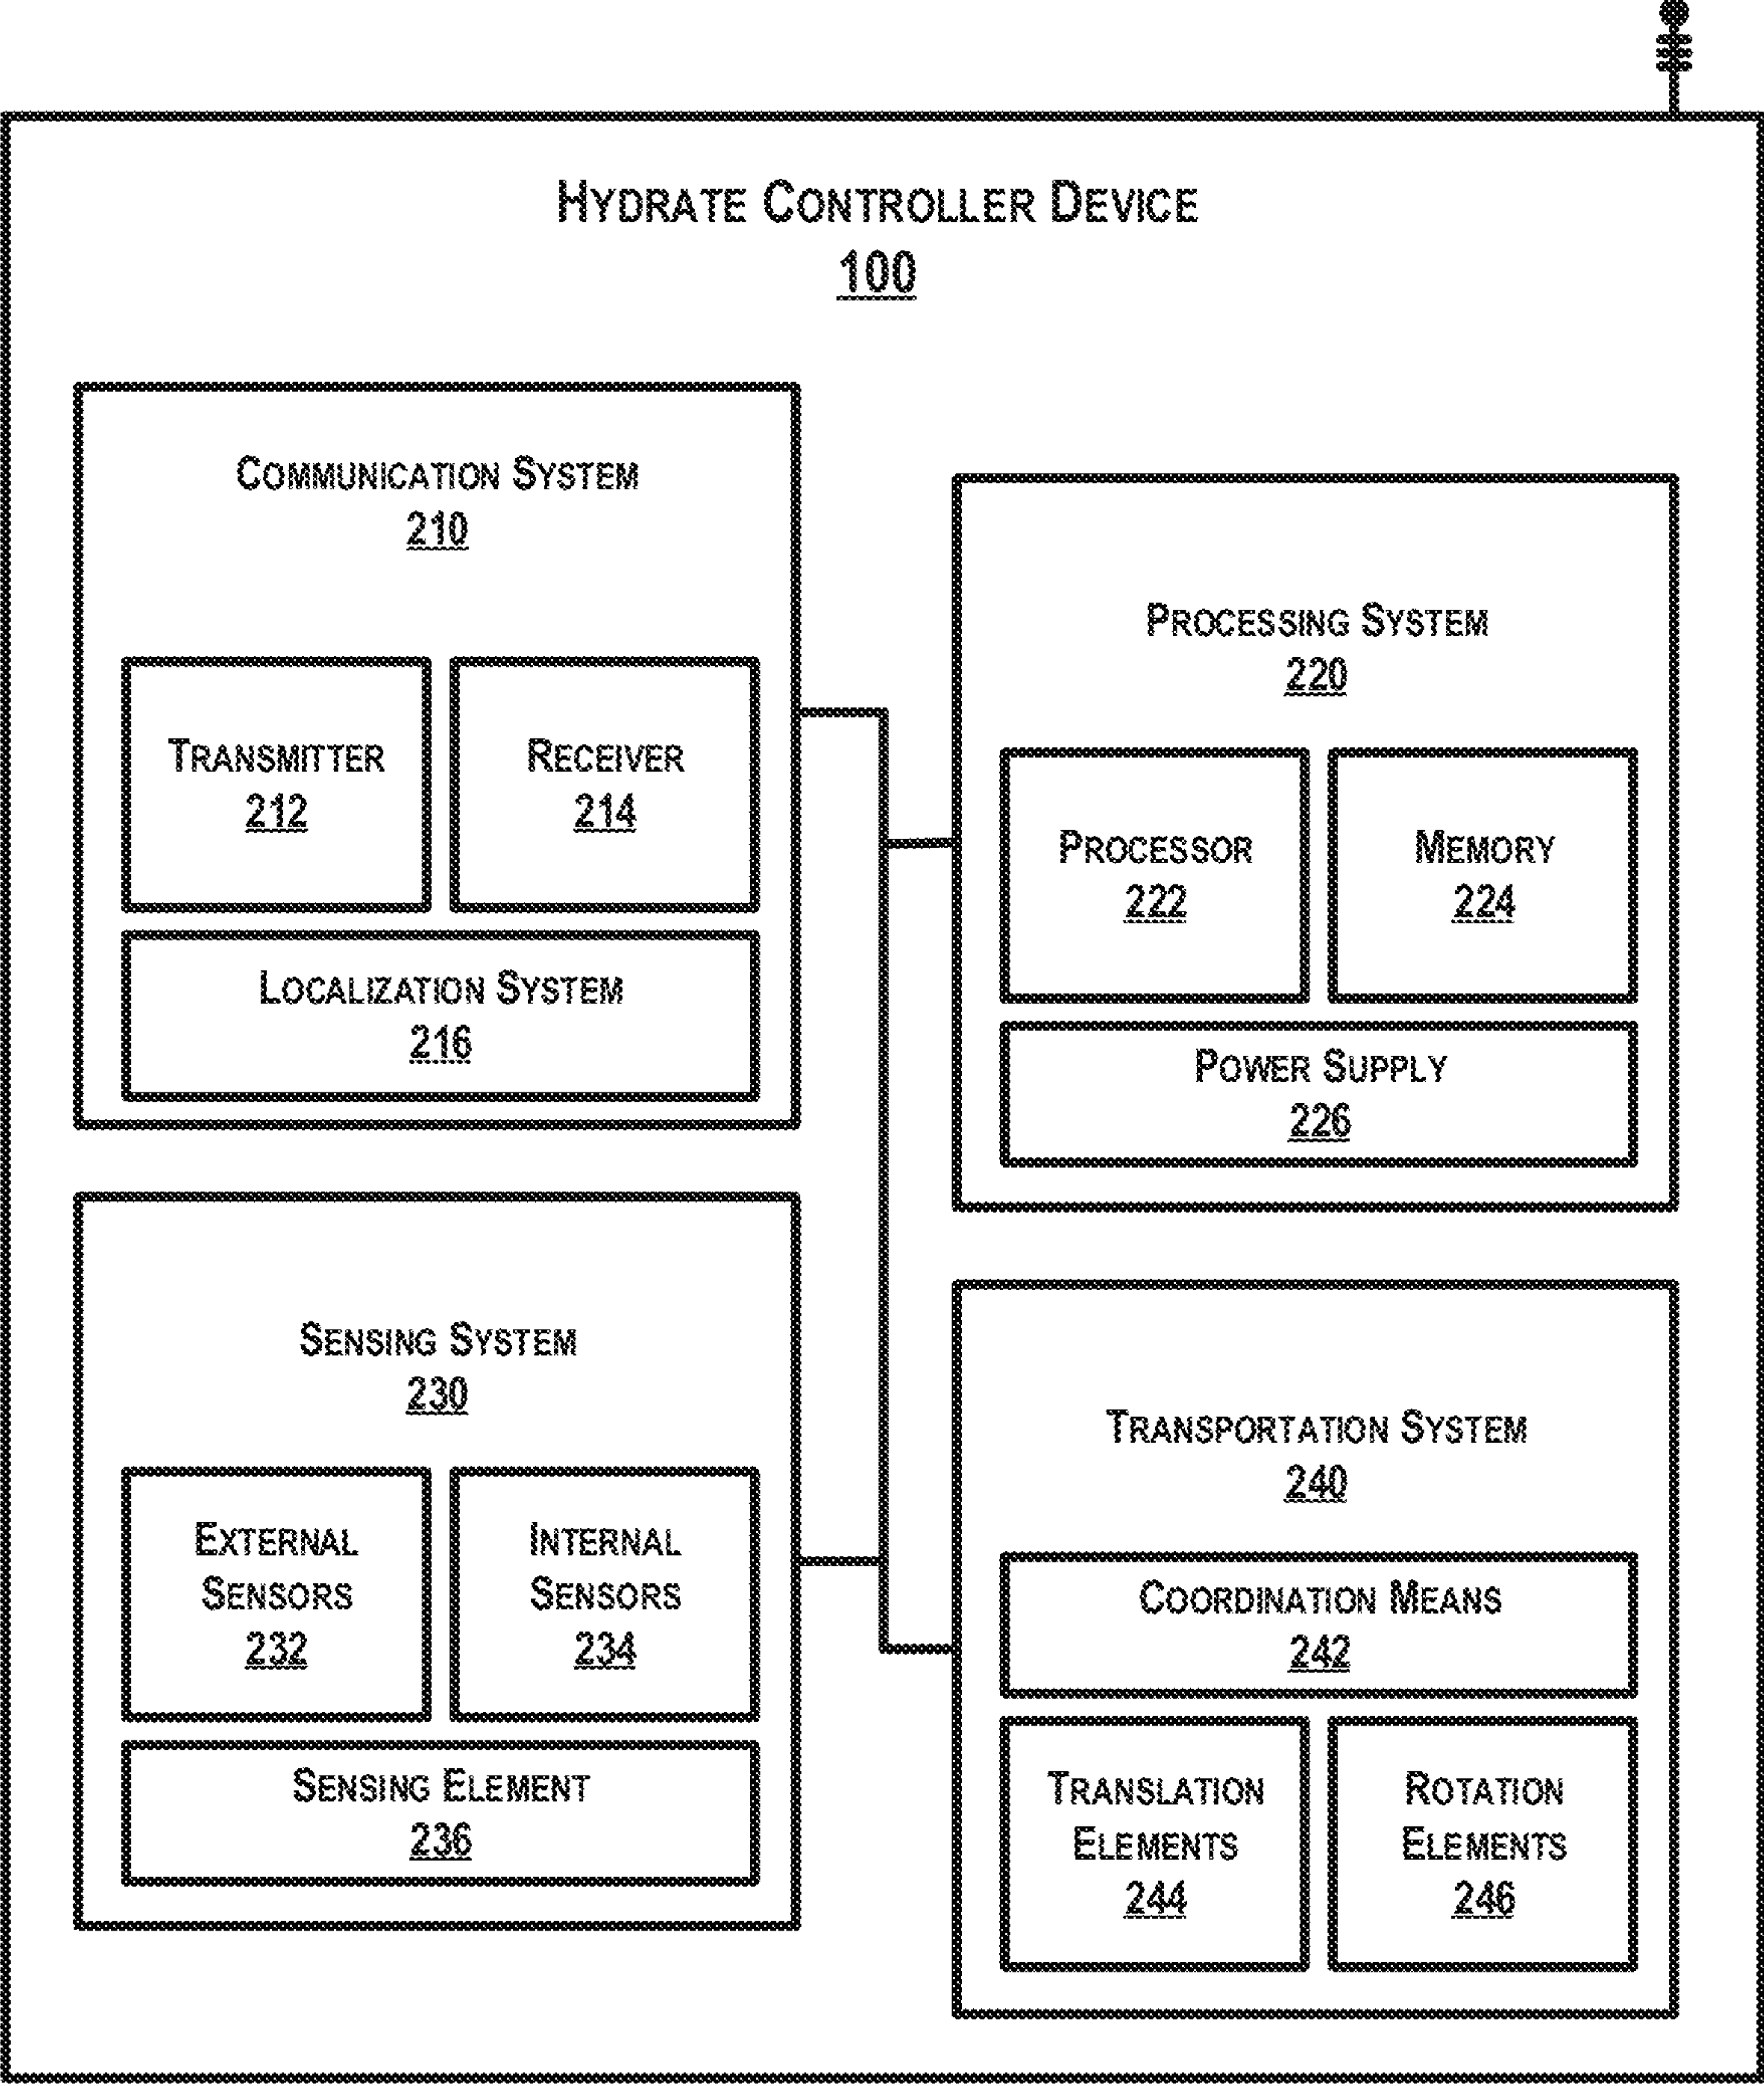 HYDRATE CONTROLLER DEVICE
100
COMMUNICATION SYSTEM
210
TRANSMITTER
212
RECEIVER
214
LOCALIZATION SYSTEM
216
PROCESSING SYSTEM
220
PROCESSOR
222
MEMORY
224
POWER SUPPLY
226
SENSING SYSTEM
230
EXTERNAL
SENSORS
232
INTERNAL
SENSORS
234
SENSING ELEMENT
236
TRANSPORTATION SYSTEM
240
COORDINATION MEANS
242
TRANSLATION
ELEMENTS
244
ROTATION
ELEMENTS
246